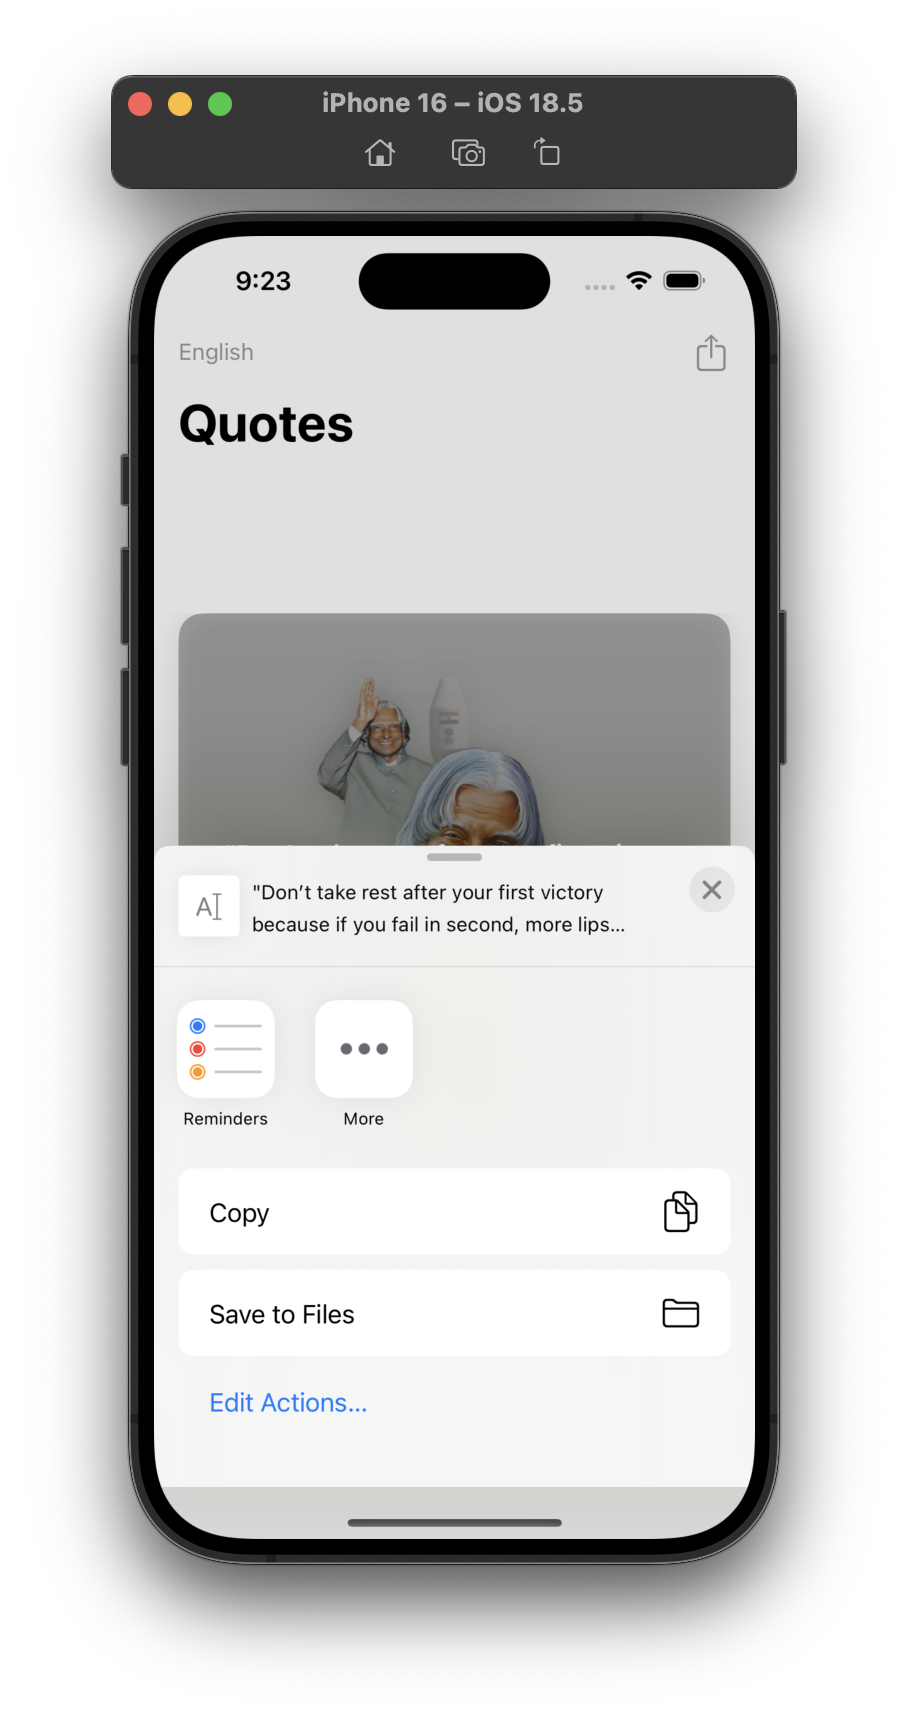 iPhone 16 – iOS 18.5
9:23
English
Quotes
"Don’t take rest after your first victory
because if you fail in second, more lips...
Reminders
More
Copy
Save to Files
Edit Actions...